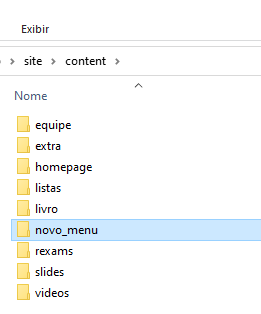 Exibir
site > content >
Nome
equipe
extra
homepage
listas
livro
novo_menu
rexams
slides
videos